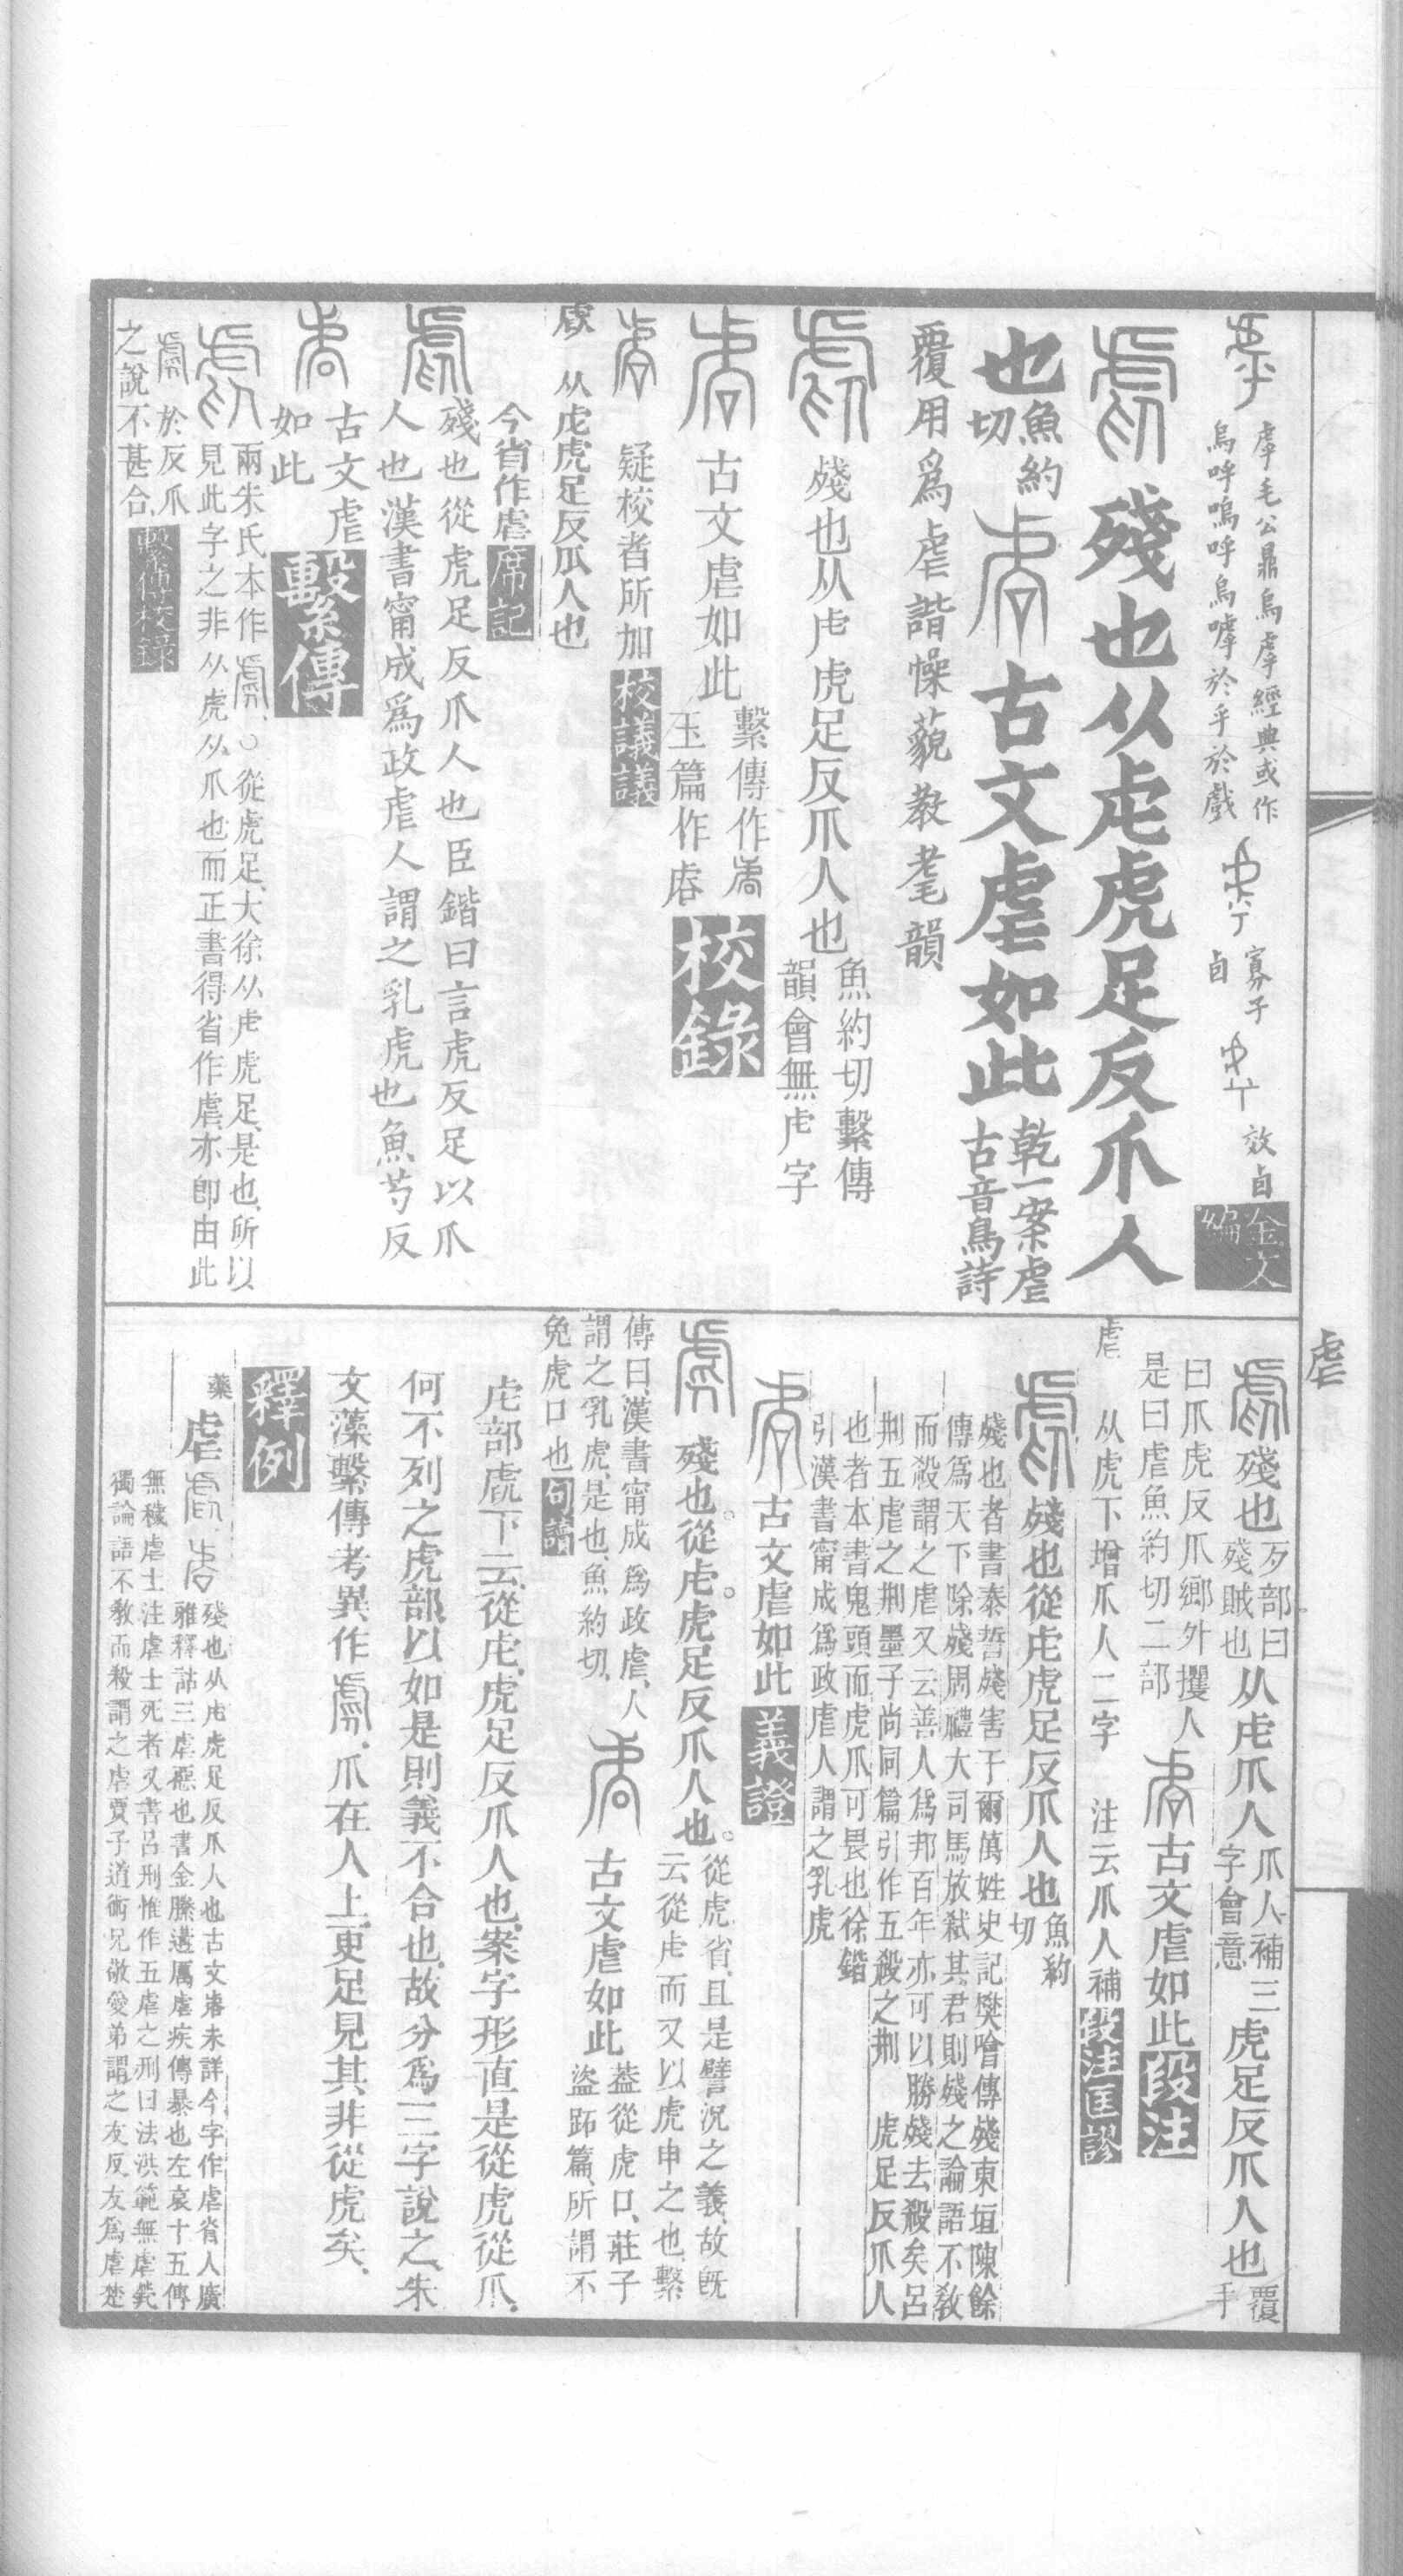 虖毛公鼎烏虖經典或作
烏呼嗚呼烏嘑於乎於戲
寡子
卣
效卣
金文
編
殘也从虍虎足反爪人
也
魚約
切
古文虐如此
乾一案虐
古音鳥詩
覆用爲虐諧懆藐教耄韻
殘也从虍虎足反爪人也
魚約切繫傳
韻會無虍字
古文虐如此
繫傳作
玉篇作
校錄
疑校者所加
校議議
从虍虎足反爪人也
今省作虐
席記
殘也從虎足反爪人也臣鍇曰言虎反足以爪
人也漢書甯成爲政虐人謂之乳虎也魚芍反
古文虐
如此
繫傳
兩朱氏本作
○從虎足、大徐从虍虎足、是也、所以
見此字之非从虎从爪也而正書得省作虐、亦卽由此
於反爪
之說不甚合、
繫傳校錄
虐
殘也
歹部曰
殘賊也
从虍爪人
爪人補
字會意
三虎足反爪人也
覆
手
曰爪虎反爪鄉外攫人
是曰虐魚約切二部
古文虐如此
段注
虐
从虎下增爪人二字
注云爪人補
段注匡謬
殘也從虍虎足反爪人也
魚約
切
殘也者書泰誓殘害于爾萬姓史記樊噲傳殘東垣陳餘
傳爲天下除殘周禮大司馬放弒其君則殘之論語不敎
而殺謂之虐又云善人爲邦百年亦可以勝殘去殺矣呂
荆五虐之荆墨子尚同篇引作五殺之荆
虎足反爪人
也者本書鬼頭而虎爪可畏也徐鍇
引漢書甯成爲政虐人謂之乳虎
古文虐如此
義證
殘也。從虍。虎足反爪人也。
從虎省、且是譬況之義、故旣
云從虍而又以虎申之也、繫
傳曰、漢書甯成爲政虐、人
謂之乳虎、是也、魚約切、
古文虐如此
葢從虎口、莊子
盜跖篇、所謂不
免虎口也
句讀
虍部虐下云、從虍、虎足反爪人也、案字形直是從虎從爪、
何不列之虎部、以如是則義不合也、故分爲三字說之、朱
文藻繫傳考異、作
、爪在人上、更足見其非從虎矣、
釋例
藥
虐
殘也从虍虎足反爪人也古文
未詳今字作虐省人廣
雅釋詁三虐惡也書金縢遘厲虐疾傳暴也左哀十五傳
無穢虐士注虐士死者又書呂刑惟作五虐之刑曰法洪範無虐煢
獨論語不敎而殺謂之虐賈子道術兄敬愛弟謂之友反友爲虐楚